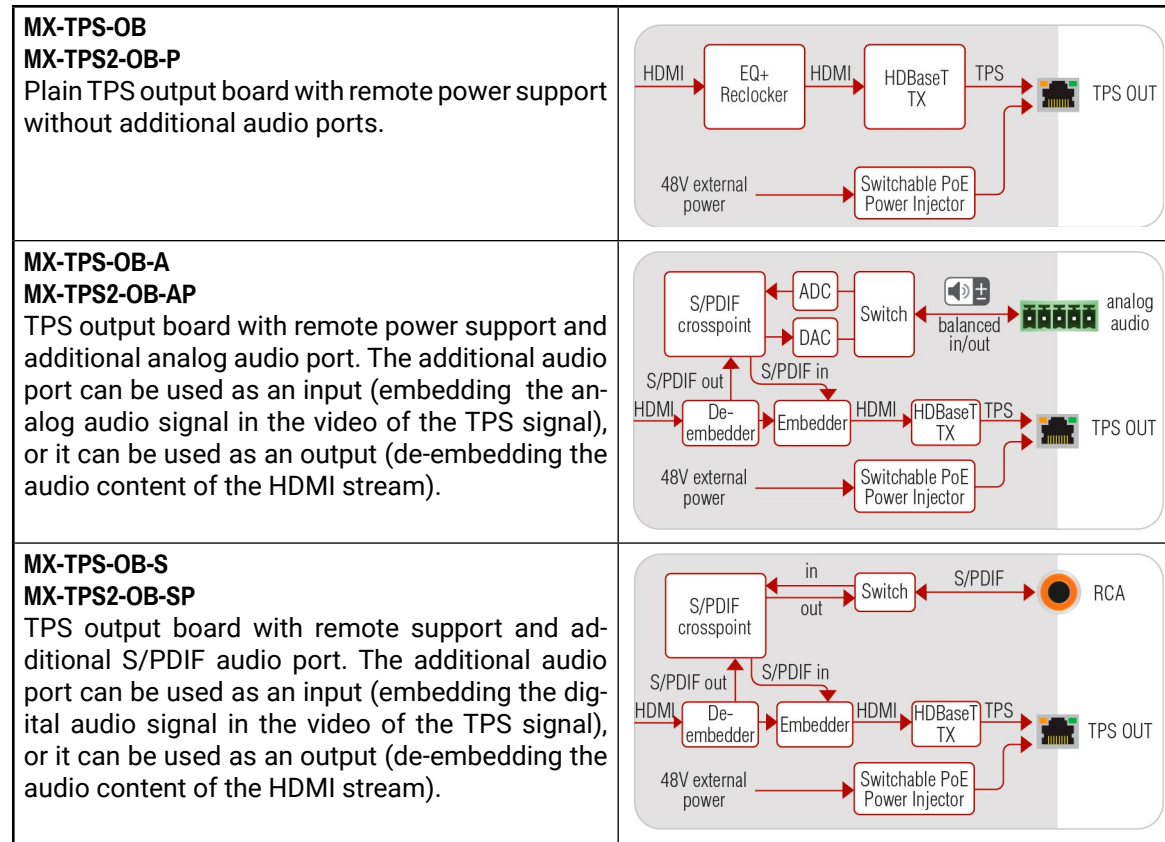 MX-TPS-OB
MX-TPS2-OB-P
Plain TPS output board with remote power support
without additional audio ports.
HDMI
EQ+
Reclocker
HDMI
HDBaseT
TX
TPS
TPS OUT
48V external
power
Switchable PoE
Power Injector
MX-TPS-OB-A
MX-TPS2-OB-AP
TPS output board with remote power support and
additional analog audio port. The additional audio
port can be used as an input (embedding the an-
alog audio signal in the video of the TPS signal),
or it can be used as an output (de-embedding the
audio content of the HDMI stream).
S/PDIF
crosspoint
ADC
DAC
Switch
balanced
in/out
analog
audio
S/PDIF out
S/PDIF in
HDMI
De-
embedder
Embedder
HDMI
HDBaseT
TX
TPS
TPS OUT
48V external
power
Switchable PoE
Power Injector
MX-TPS-OB-S
MX-TPS2-OB-SP
TPS output board with remote support and ad-
ditional S/PDIF audio port. The additional audio
port can be used as an input (embedding the dig-
ital audio signal in the video of the TPS signal),
or it can be used as an output (de-embedding the
audio content of the HDMI stream).
S/PDIF
crosspoint
in
out
Switch
S/PDIF
RCA
S/PDIF out
S/PDIF in
HDMI
De-
embedder
Embedder
HDMI
HDBaseT
TX
TPS
TPS OUT
48V external
power
Switchable PoE
Power Injector